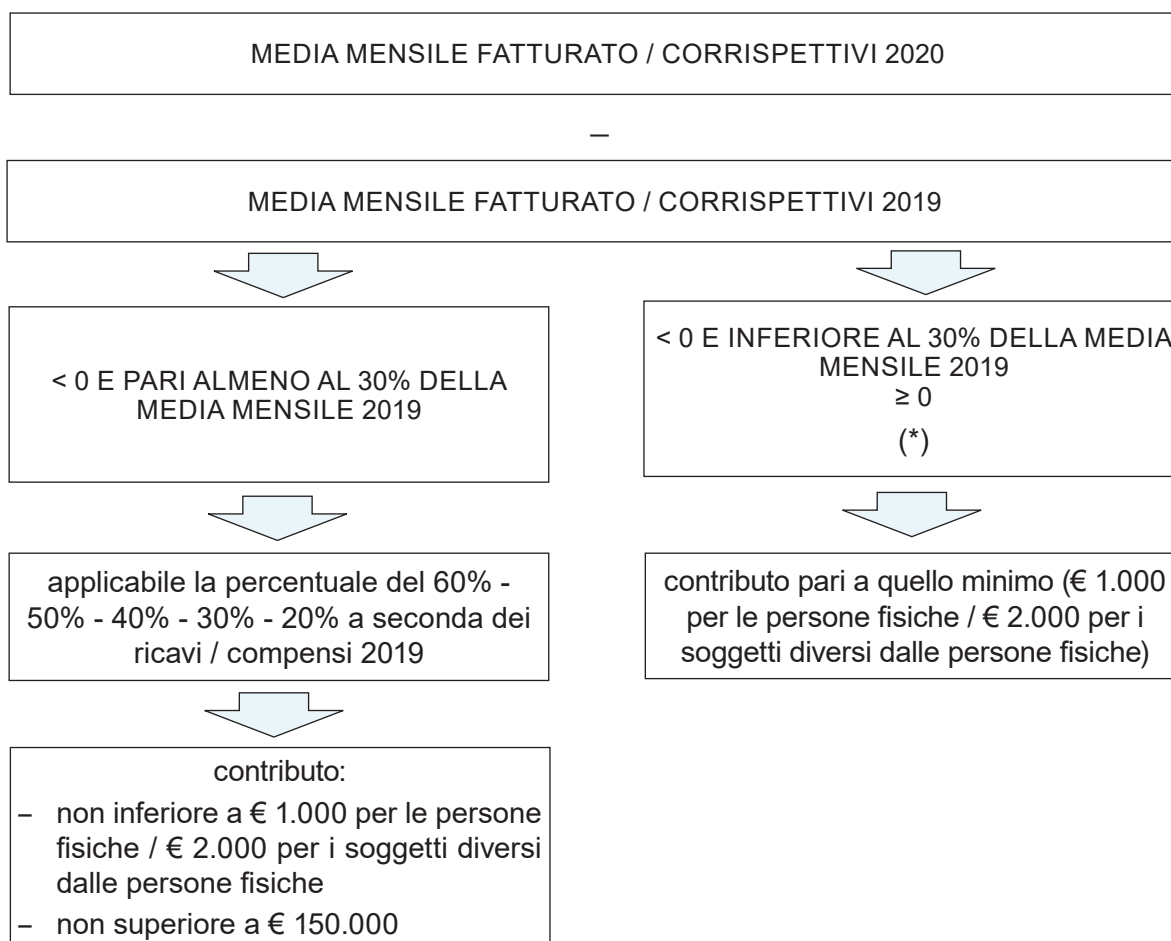 MEDIA MENSILE FATTURATO / CORRISPETTIVI 2020
–
MEDIA MENSILE FATTURATO / CORRISPETTIVI 2019
< 0 E PARI ALMENO AL 30% DELLA
MEDIA MENSILE 2019
< 0 E INFERIORE AL 30% DELLA MEDIA
MENSILE 2019
≥ 0
(*)
applicabile la percentuale del 60% -
50% - 40% - 30% - 20% a seconda dei
ricavi / compensi 2019
contributo pari a quello minimo (€ 1.000
per le persone fisiche / € 2.000 per i
soggetti diversi dalle persone fisiche)
contributo:
– non inferiore a € 1.000 per le persone
fisiche / € 2.000 per i soggetti diversi
dalle persone fisiche
– non superiore a € 150.000